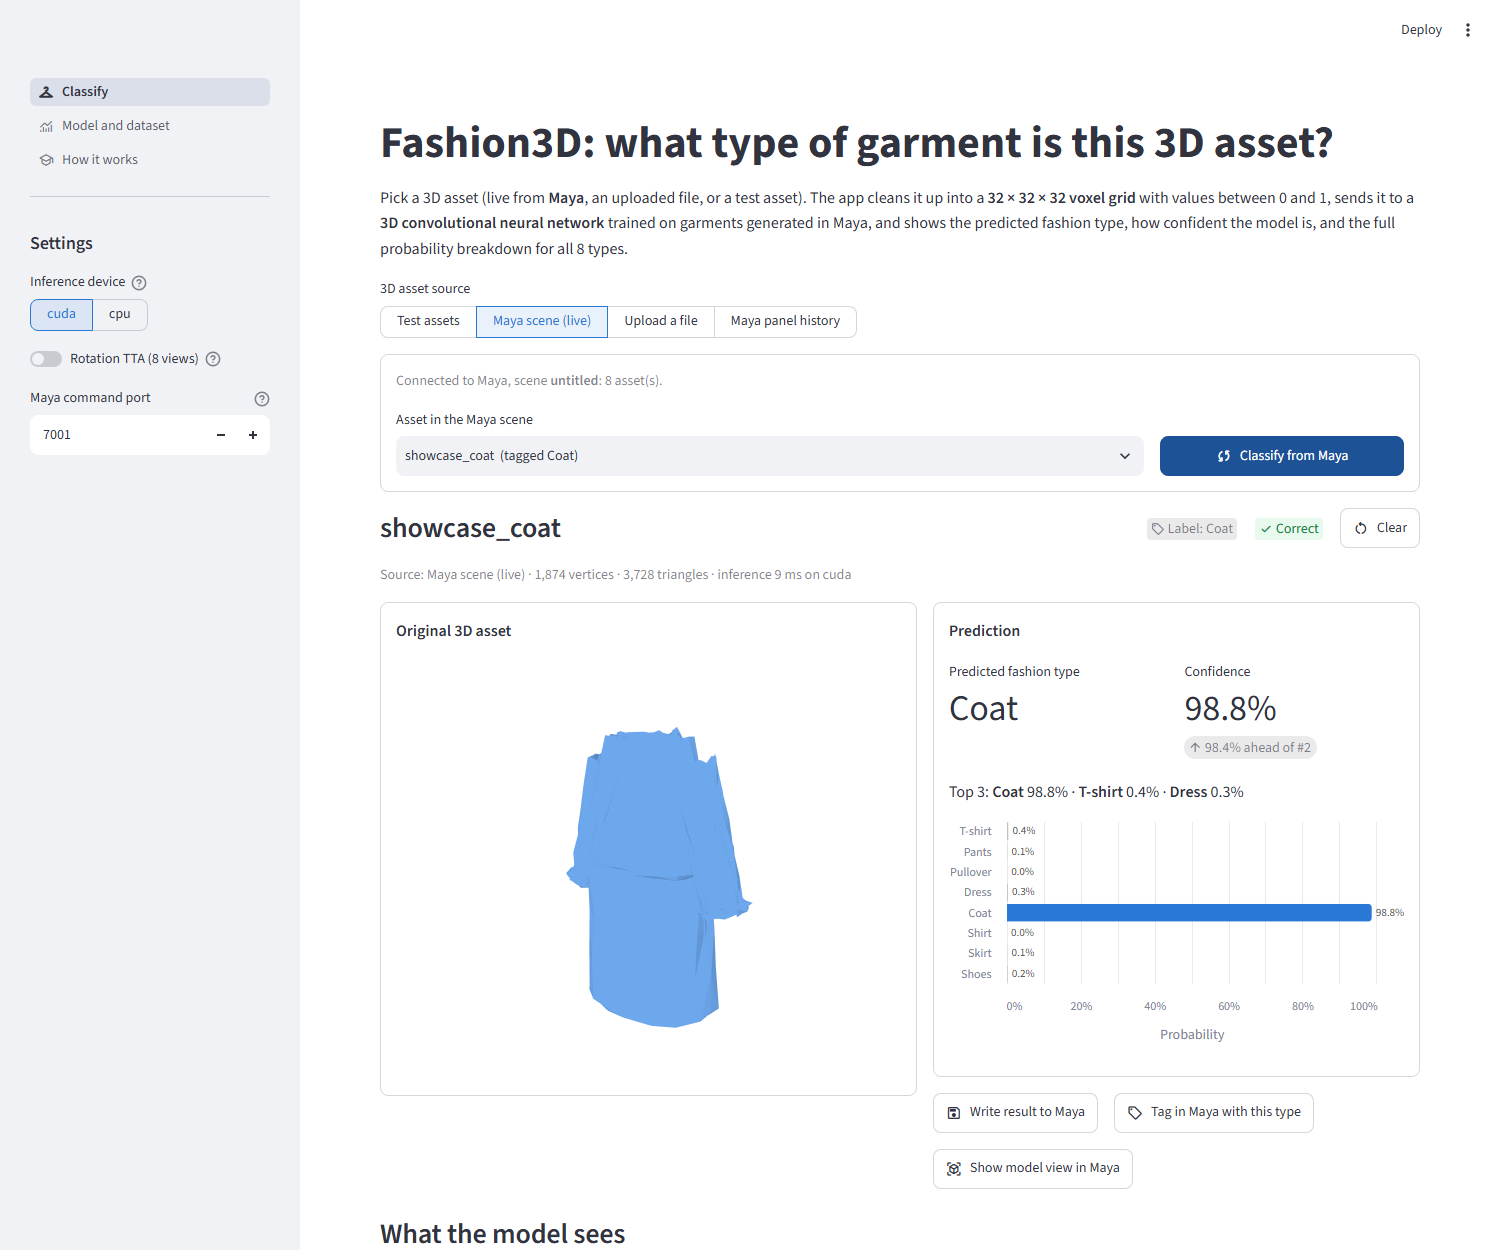 Deploy
Classify
Model and dataset
How it works
Settings
Inference device
cuda
cpu
Rotation TTA (8 views)
Maya command port
7001
Fashion3D: what type of garment is this 3D asset?
Pick a 3D asset (live from Maya, an uploaded file, or a test asset). The app cleans it up into a 32 × 32 × 32 voxel grid with values between 0 and 1, sends it to a
3D convolutional neural network trained on garments generated in Maya, and shows the predicted fashion type, how confident the model is, and the full
probability breakdown for all 8 types.
3D asset source
Test assets
Maya scene (live)
Upload a file
Maya panel history
Connected to Maya, scene untitled: 8 asset(s).
Asset in the Maya scene
showcase_coat (tagged Coat)
Classify from Maya
showcase_coat
Label: Coat
Correct
Clear
Source: Maya scene (live) · 1,874 vertices · 3,728 triangles · inference 9 ms on cuda
Original 3D asset
Prediction
Predicted fashion type
Confidence
Coat
98.8%
98.4% ahead of #2
Top 3: Coat 98.8% · T-shirt 0.4% · Dress 0.3%
T-shirt 0.4%
Pants 0.1%
Pullover 0.0%
Dress 0.3%
Coat 98.8%
Shirt 0.0%
Skirt 0.1%
Shoes 0.2%
0% 20% 40% 60% 80% 100%
Probability
Write result to Maya
Tag in Maya with this type
Show model view in Maya
What the model sees